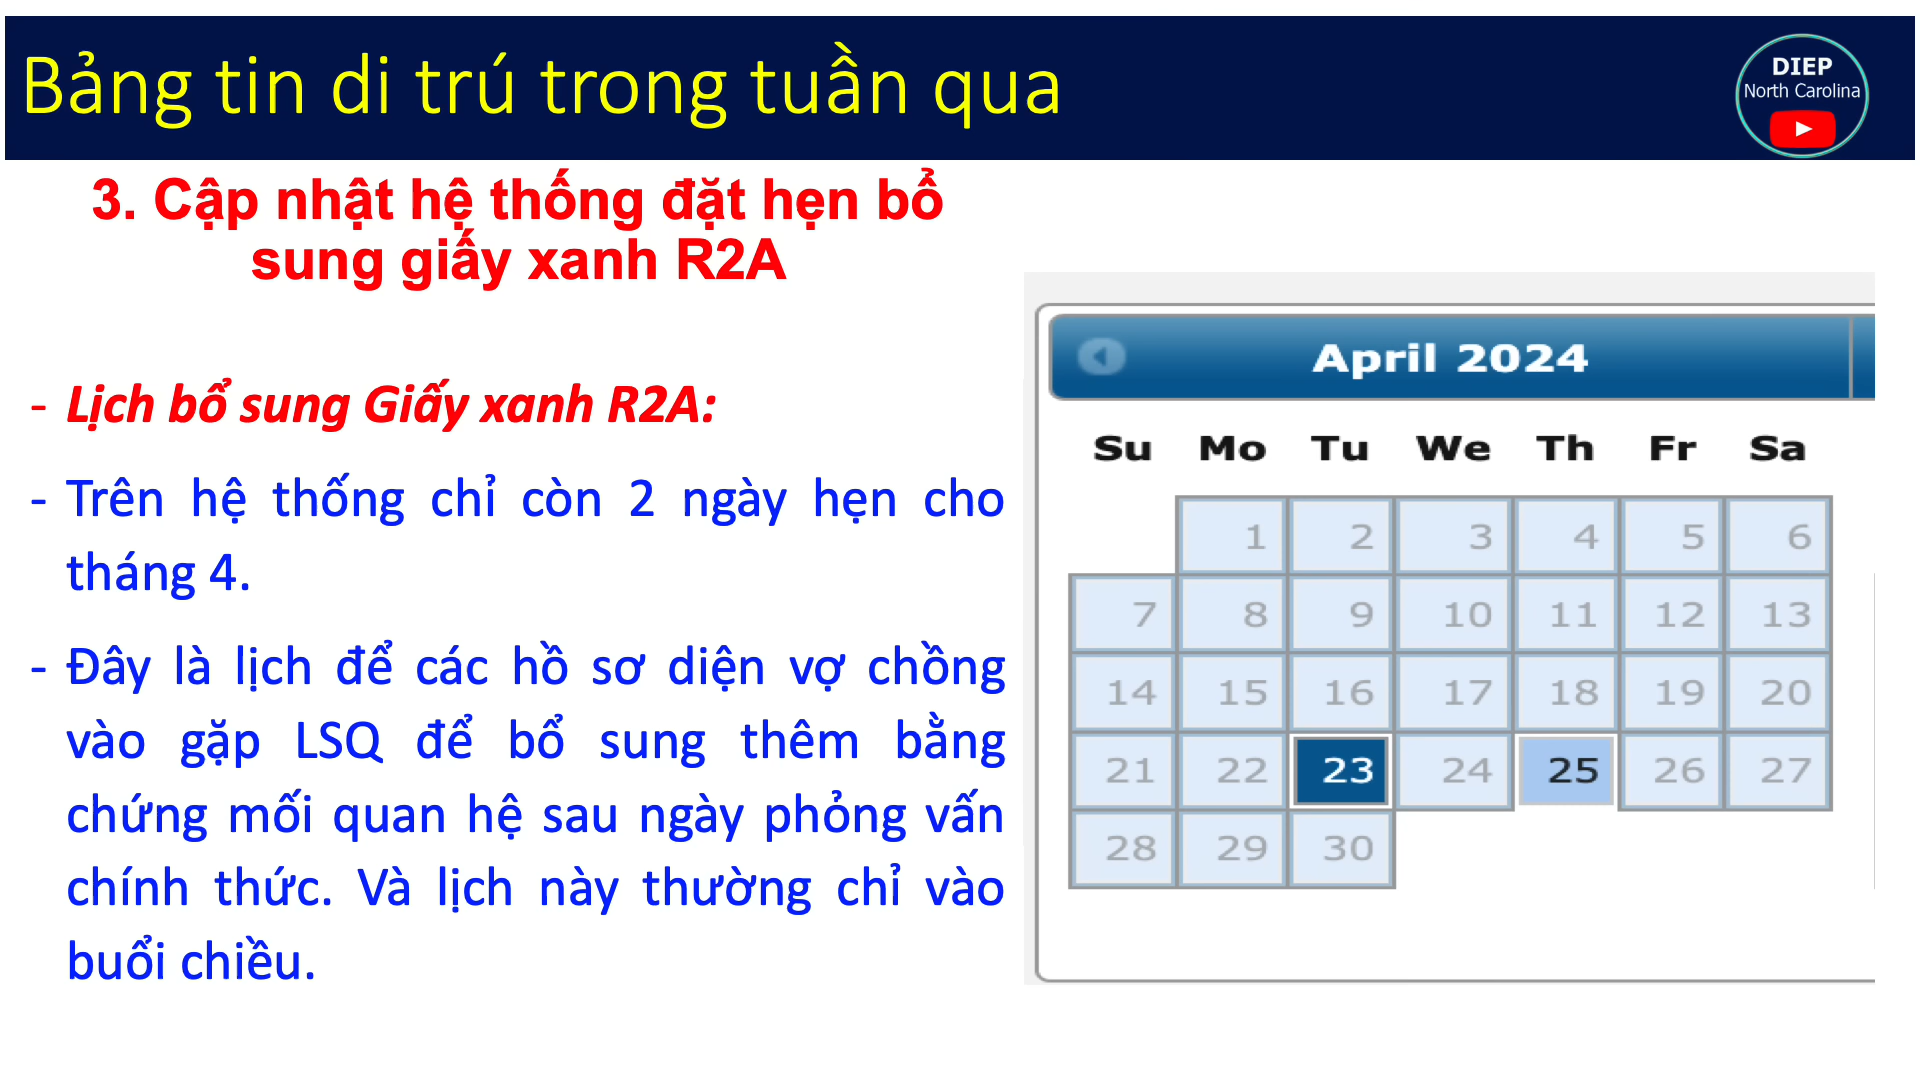 Bảng tin di trú trong tuần qua
DIEP
North Carolina
3. Cập nhật hệ thống đặt hẹn bổ
sung giấy xanh R2A
- Lịch bổ sung Giấy xanh R2A:
- Trên hệ thống chỉ còn 2 ngày hẹn cho
tháng 4.
- Đây là lịch để các hồ sơ diện vợ chồng
vào gặp LSQ để bổ sung thêm bằng
chứng mối quan hệ sau ngày phỏng vấn
chính thức. Và lịch này thường chỉ vào
buổi chiều.
April 2024
Su Mo Tu We Th Fr Sa
1 2 3 4 5 6
7 8 9 10 11 12 13
14 15 16 17 18 19 20
21 22 23 24 25 26 27
28 29 30